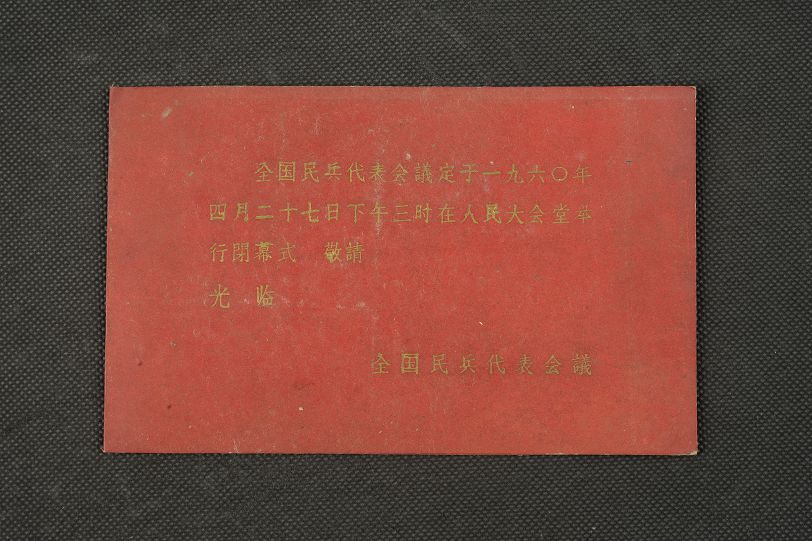 全国民兵代表会議定于一九六〇年
四月二十七日下午三时在人民大会堂举
行閉幕式　敬請
光　临
全国民兵代表会議